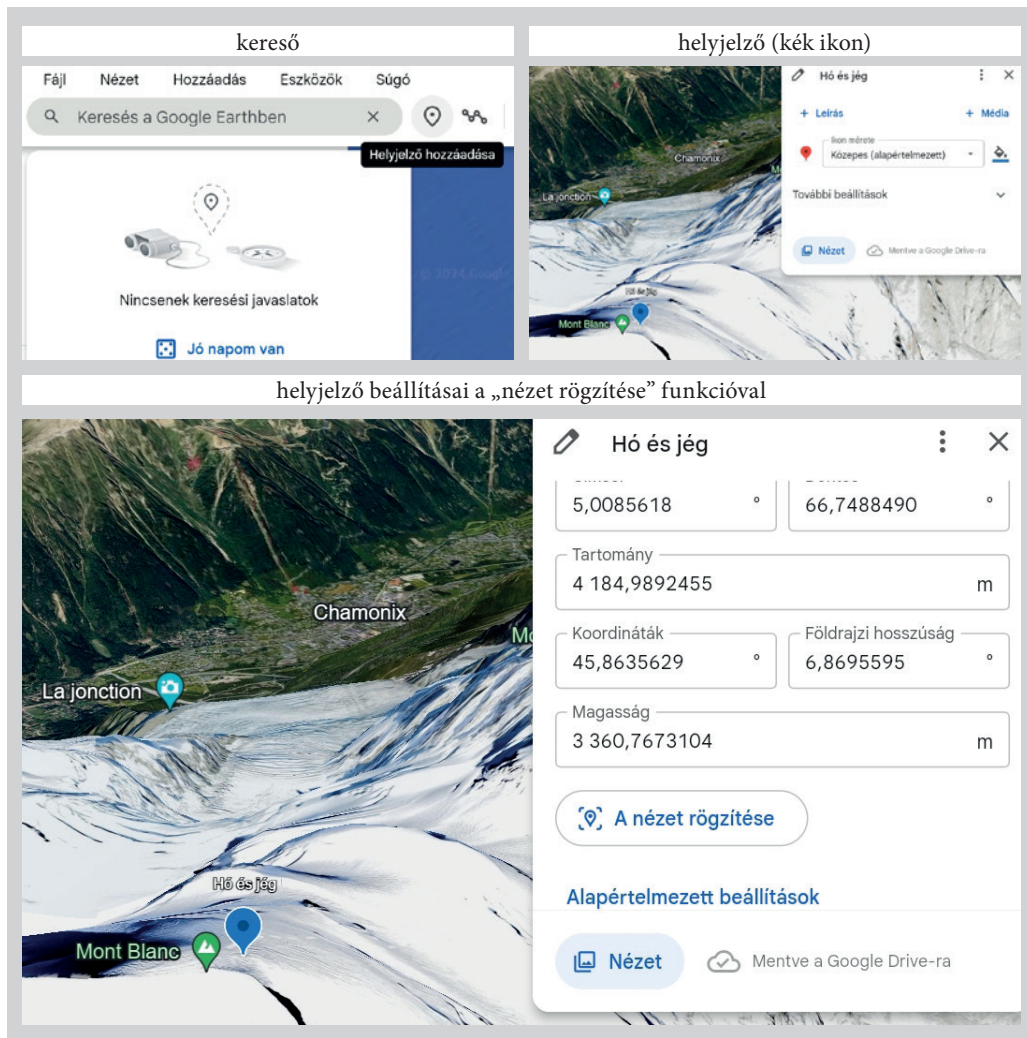 kereső
Fájl Nézet Hozzáadás Eszközök Súgó
Keresés a Google Earthben
Helyjelző hozzáadása
© 2024 Google
Nincsenek keresési javaslatok
Jó napom van
helyjelző (kék ikon)
Hó és jég
+ Leírás + Média
Ikon mérete
Közepes (alapértelmezett)
További beállítások
Nézet Mentve a Google Drive-ra
Chamonix
La jonction
Hó és jég
Mont Blanc
helyjelző beállításai a „nézet rögzítése” funkcióval
Hó és jég
5,0085618 ° 66,7488490 °
Tartomány
4 184,9892455 m
Koordináták Földrajzi hosszúság
45,8635629 ° 6,8695595 °
Magasság
3 360,7673104 m
A nézet rögzítése
Alapértelmezett beállítások
Nézet Mentve a Google Drive-ra
Chamonix
La jonction
Hó és jég
Mont Blanc